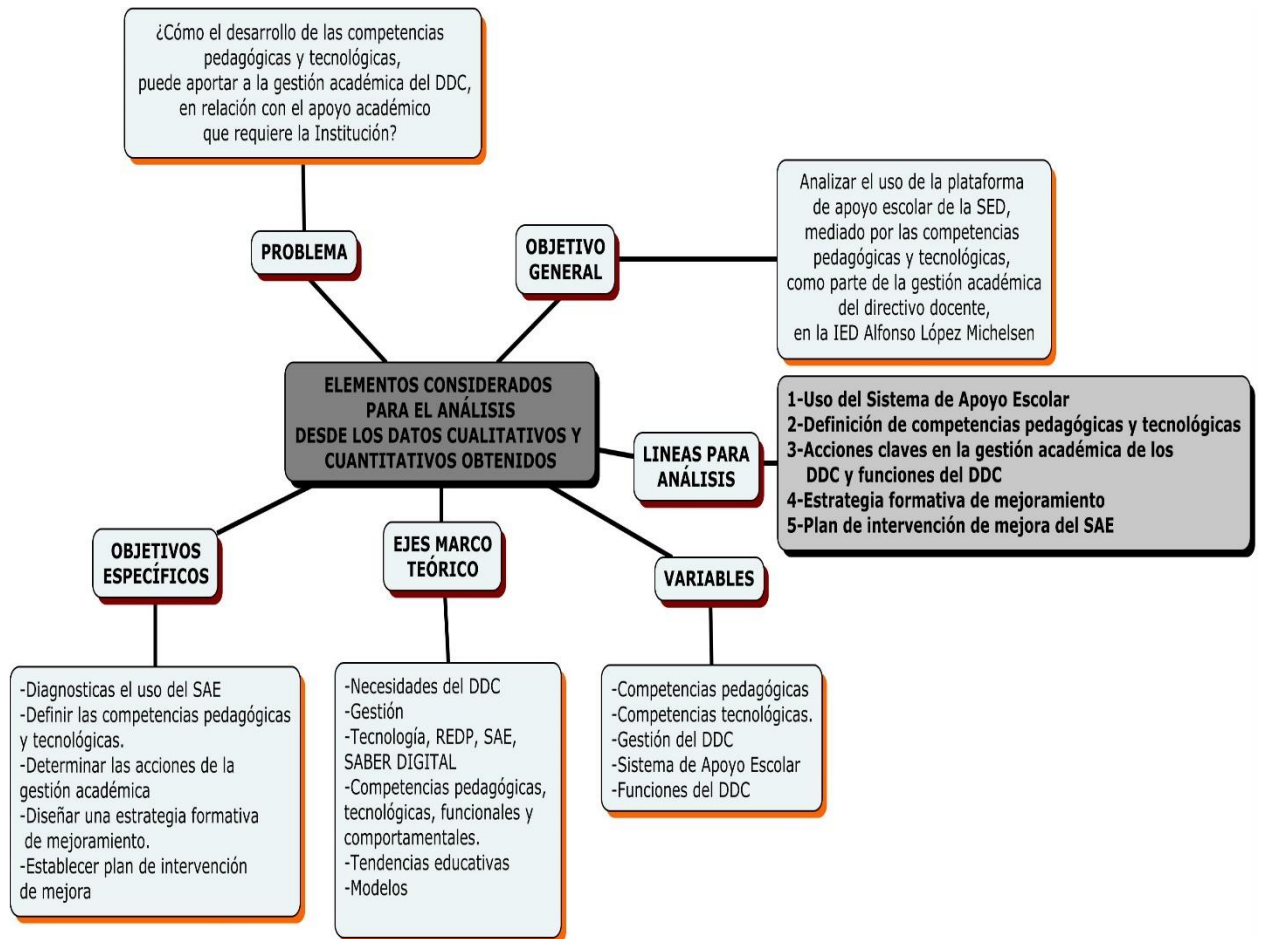 ¿Cómo el desarrollo de las competencias
pedagógicas y tecnológicas,
puede aportar a la gestión académica del DDC,
en relación con el apoyo académico
que requiere la Institución?
PROBLEMA
OBJETIVO
GENERAL
Analizar el uso de la plataforma
de apoyo escolar de la SED,
mediado por las competencias
pedagógicas y tecnológicas,
como parte de la gestión académica
del directivo docente,
en la IED Alfonso López Michelsen
ELEMENTOS CONSIDERADOS
PARA EL ANÁLISIS
DESDE LOS DATOS CUALITATIVOS Y
CUANTITATIVOS OBTENIDOS
LINEAS PARA
ANÁLISIS
1-Uso del Sistema de Apoyo Escolar
2-Definición de competencias pedagógicas y tecnológicas
3-Acciones claves en la gestión académica de los
DDC y funciones del DDC
4-Estrategia formativa de mejoramiento
5-Plan de intervención de mejora del SAE
OBJETIVOS
ESPECÍFICOS
EJES MARCO
TEÓRICO
VARIABLES
-Diagnosticas el uso del SAE
-Definir las competencias pedagógicas
y tecnológicas.
-Determinar las acciones de la
gestión académica
-Diseñar una estrategia formativa
de mejoramiento.
-Establecer plan de intervención
de mejora
-Necesidades del DDC
-Gestión
-Tecnología, REDP, SAE,
SABER DIGITAL
-Competencias pedagógicas,
tecnológicas, funcionales y
comportamentales.
-Tendencias educativas
-Modelos
-Competencias pedagógicas
-Competencias tecnológicas.
-Gestión del DDC
-Sistema de Apoyo Escolar
-Funciones del DDC